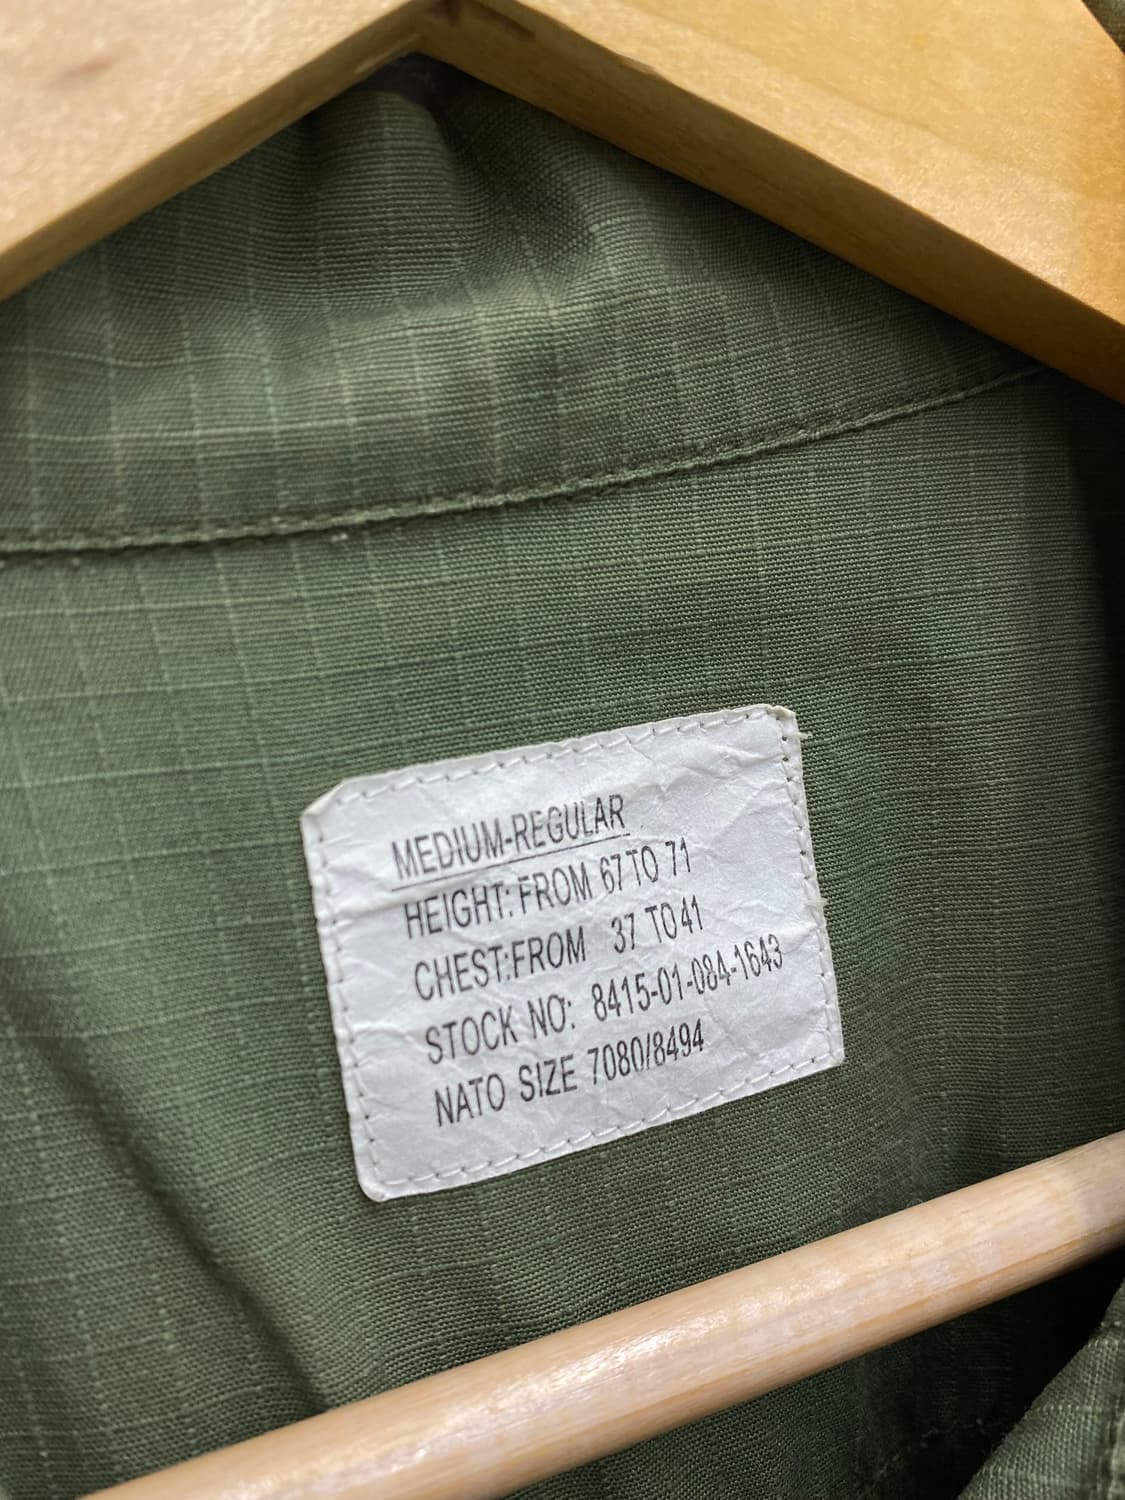 MEDIUM-REGULAR
HEIGHT: FROM 67 TO 71
CHEST:FROM 37 TO 41
STOCK NO: 8415-01-084-1643
NATO SIZE 7080/8494